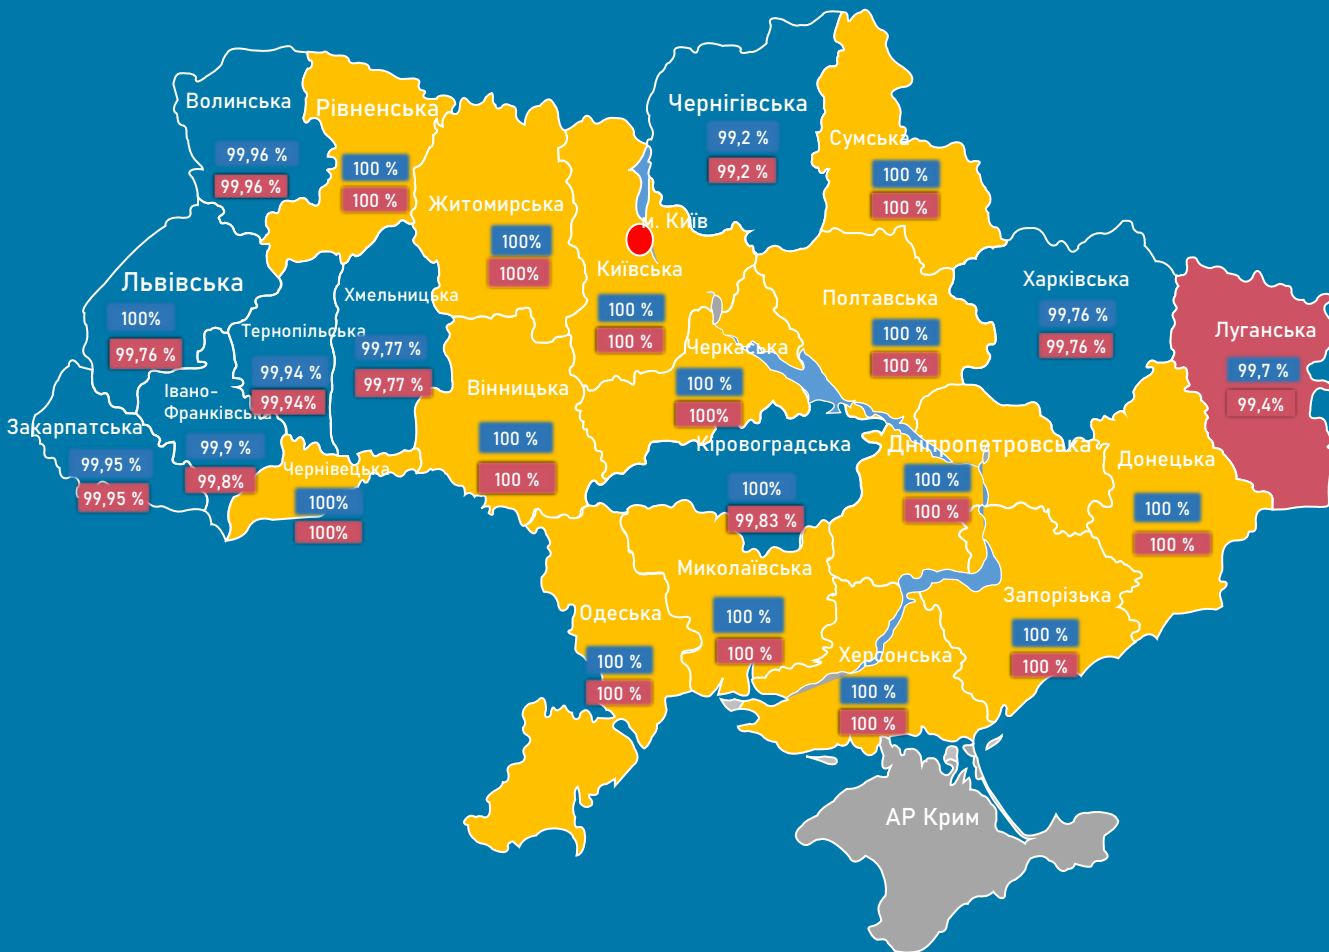 Волинська
99,96 %
99,96 %
Рівненська
100 %
100 %
Житомирська
100%
100%
м. Київ
Київська
100 %
100 %
Чернігівська
99,2 %
99,2 %
Сумська
100 %
100 %
Львівська
100%
99,76 %
Тернопільська
99,94 %
99,94%
Хмельницька
99,77 %
99,77 %
Івано-
Франківська
99,9 %
99,8%
Закарпатська
99,95 %
99,95 %
Чернівецька
100%
100%
Вінницька
100 %
100 %
Черкаська
100 %
100%
Полтавська
100 %
100 %
Харківська
99,76 %
99,76 %
Луганська
99,7 %
99,4%
Кіровоградська
100%
99,83 %
Дніпропетровська
100 %
100 %
Донецька
100 %
100 %
Одеська
100 %
100 %
Миколаївська
100 %
100 %
Херсонська
100 %
100 %
Запорізька
100 %
100 %
АР Крим